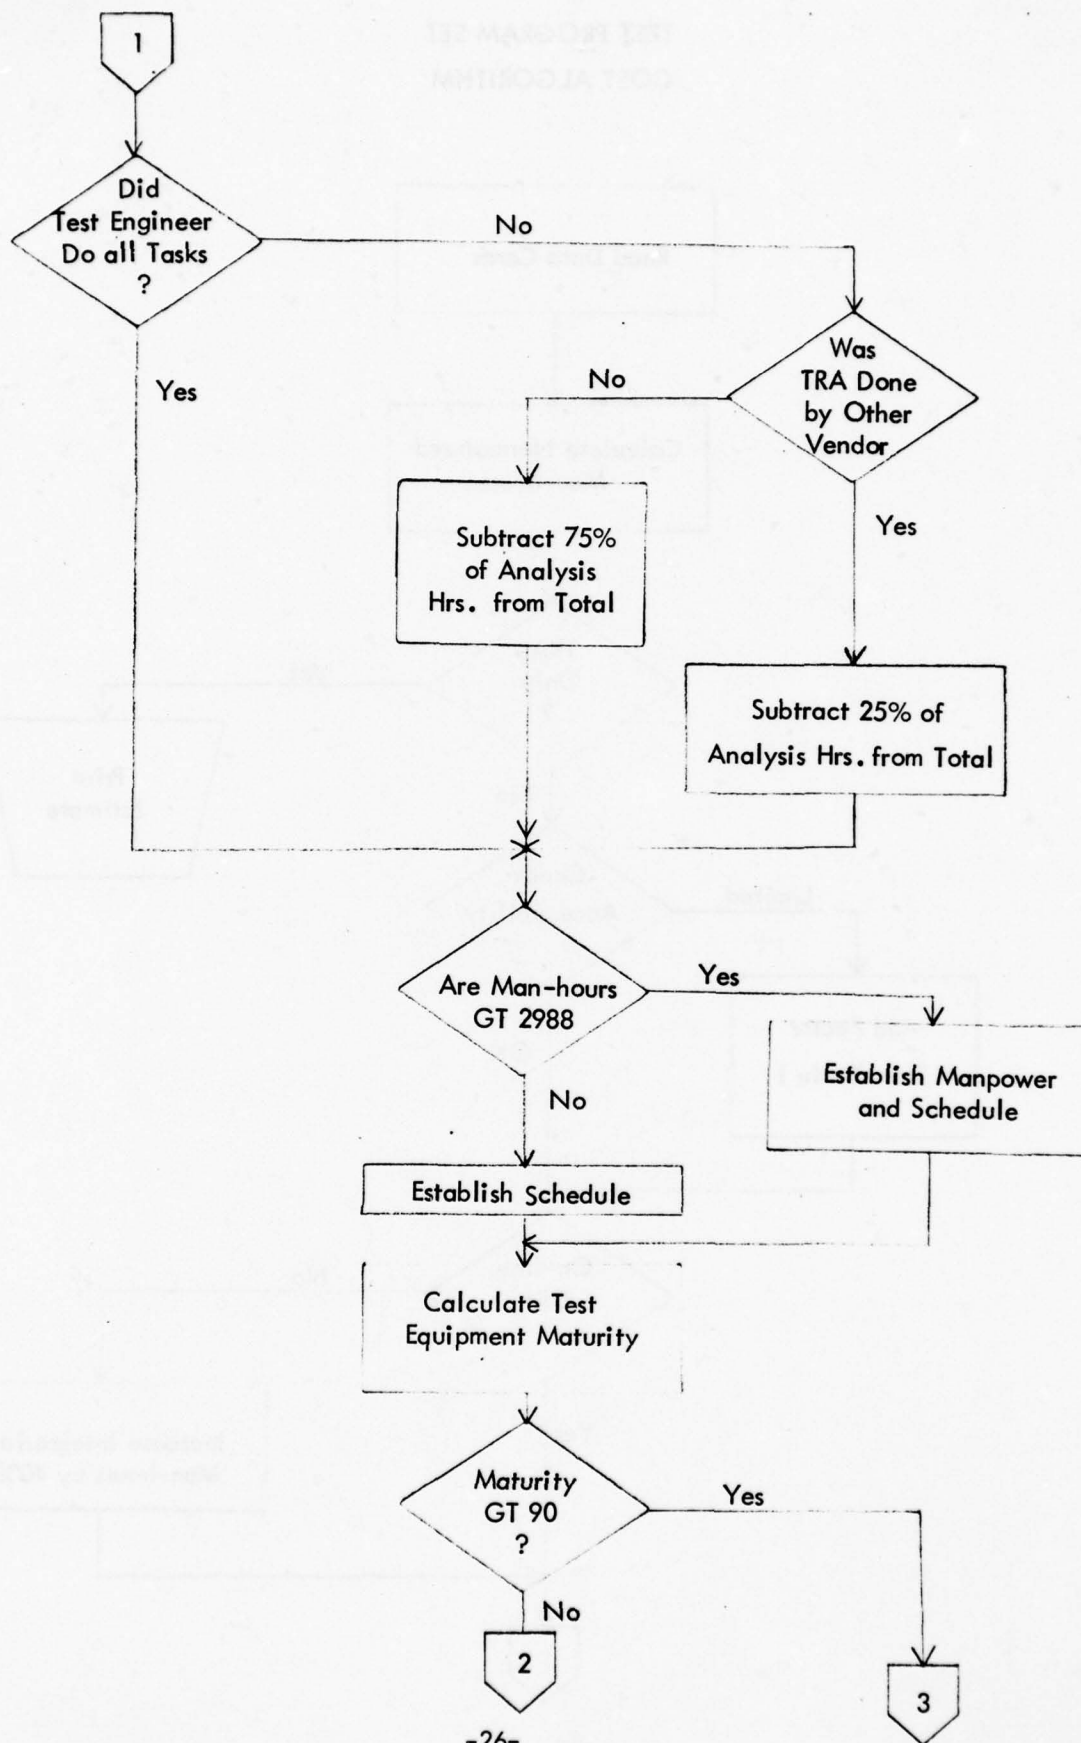 1
Did
Test Engineer
Do all Tasks
?
No
Yes
Was
TRA Done
by Other
Vendor
No
Yes
Subtract 75%
of Analysis
Hrs. from Total
Subtract 25% of
Analysis Hrs. from Total
Are Man-hours
GT 2988
Yes
No
Establish Manpower
and Schedule
Establish Schedule
Calculate Test
Equipment Maturity
Maturity
GT 90
?
Yes
No
2
3
-26-